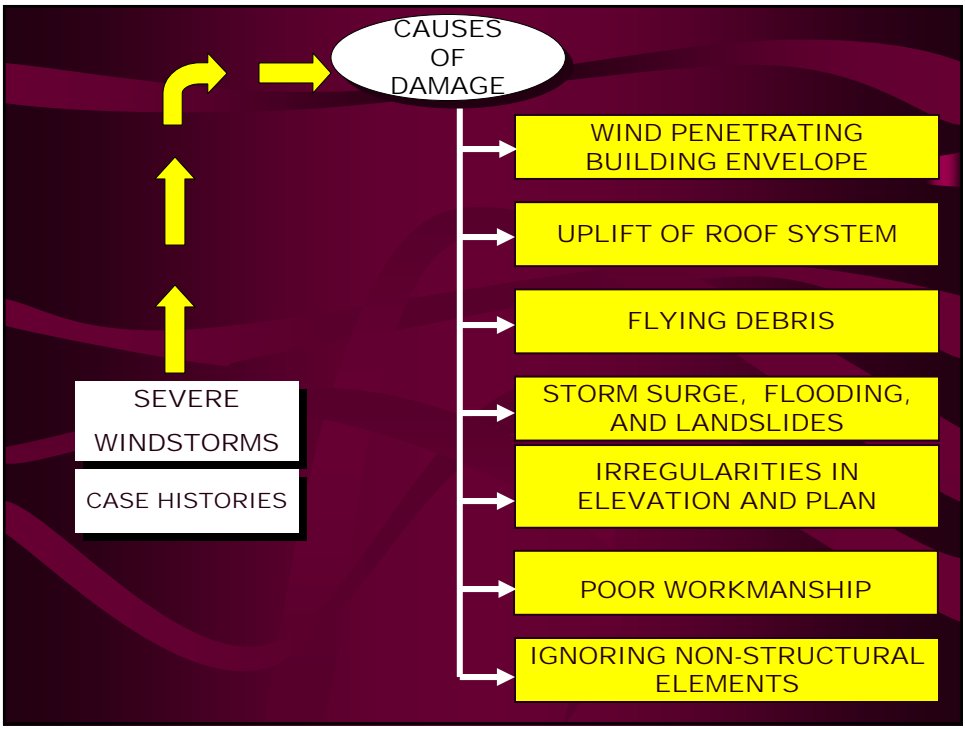 CAUSES
OF
DAMAGE
WIND PENETRATING
BUILDING ENVELOPE
UPLIFT OF ROOF SYSTEM
FLYING DEBRIS
STORM SURGE, FLOODING,
AND LANDSLIDES
IRREGULARITIES IN
ELEVATION AND PLAN
POOR WORKMANSHIP
IGNORING NON-STRUCTURAL
ELEMENTS
SEVERE
WINDSTORMS
CASE HISTORIES